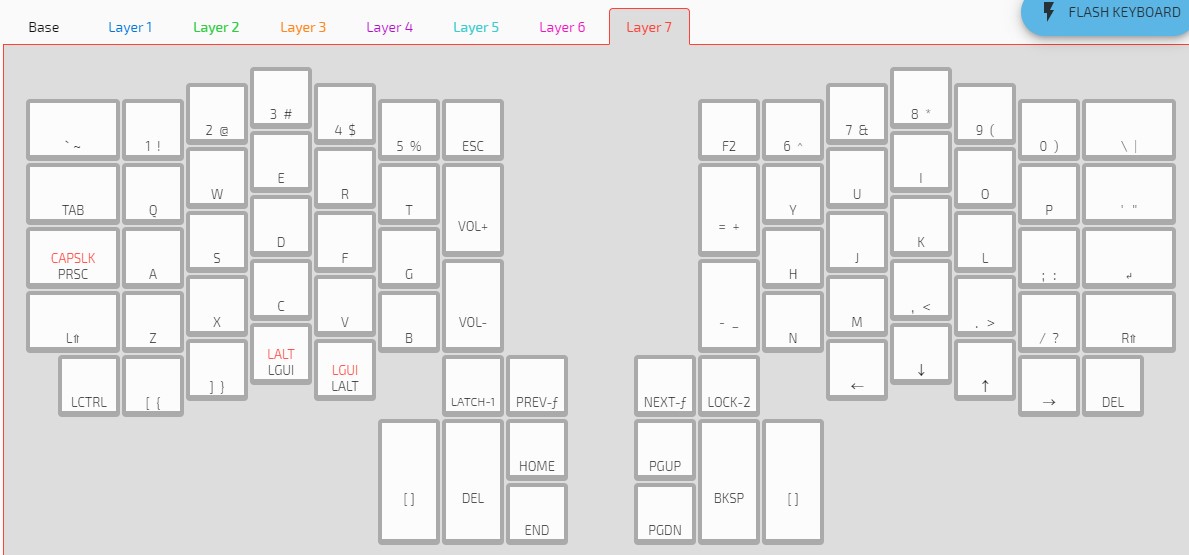 Base Layer 1 Layer 2 Layer 3 Layer 4 Layer 5 Layer 6 Layer 7 FLASH KEYBOARD
` ~ 1 ! 2 @ 3 # 4 $ 5 % ESC
TAB Q W E R T VOL+
CAPSLK
PRSC A S D F G
L⇑ Z X C V B VOL-
LCTRL [ { ] }
LALT
LGUI
LGUI
LALT
LATCH-1 PREV-ƒ
HOME
[ ] DEL
END
F2 6 ^ 7 & 8 * 9 ( 0 ) \ |
= + Y U I O P ' "
H J K L ; : ↲
- _ N M , < . > / ? R⇑
← ↓ ↑ → DEL
NEXT-ƒ LOCK-2
PGUP
BKSP [ ]
PGDN